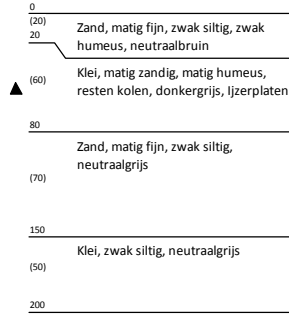 0
(20)
Zand, matig fijn, zwak siltig, zwak
humeus, neutraalbruin
20
Klei, matig zandig, matig humeus,
resten kolen, donkergrijs, Ijzerplaten
(60)
80
Zand, matig fijn, zwak siltig,
neutraalgrijs
(70)
150
Klei, zwak siltig, neutraalgrijs
(50)
200